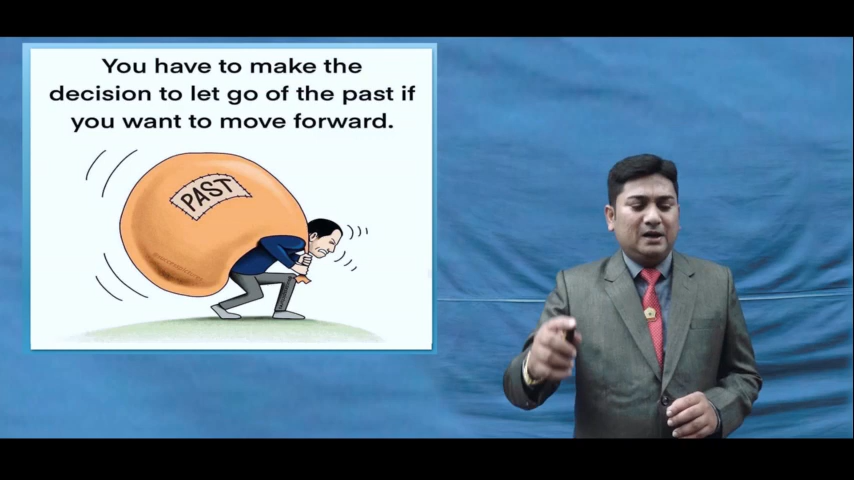 You have to make the
decision to let go of the past if
you want to move forward.
PAST